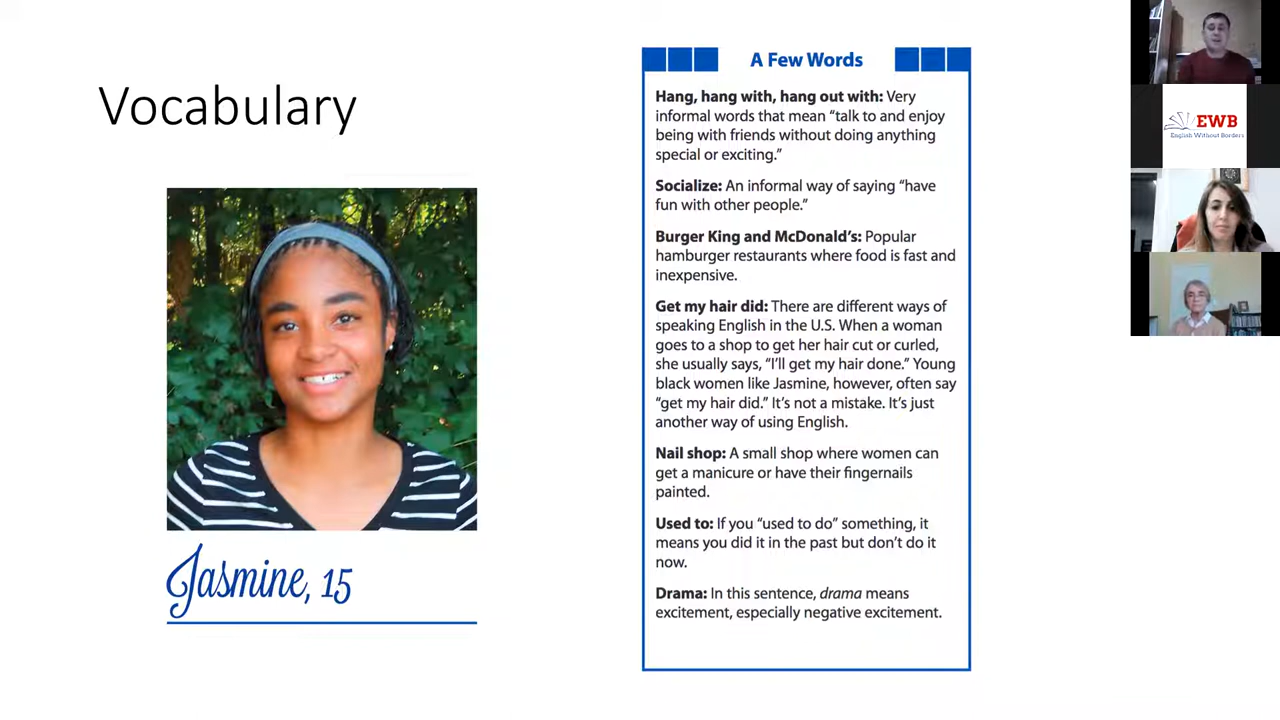 Vocabulary
Jasmine, 15
A Few Words
Hang, hang with, hang out with: Very
informal words that mean “talk to and enjoy
being with friends without doing anything
special or exciting.”
Socialize: An informal way of saying “have
fun with other people.”
Burger King and McDonald’s: Popular
hamburger restaurants where food is fast and
inexpensive.
Get my hair did: There are different ways of
speaking English in the U.S. When a woman
goes to a shop to get her hair cut or curled,
she usually says, “I’ll get my hair done.” Young
black women like Jasmine, however, often say
“get my hair did.” It’s not a mistake. It’s just
another way of using English.
Nail shop: A small shop where women can
get a manicure or have their fingernails
painted.
Used to: If you “used to do” something, it
means you did it in the past but don’t do it
now.
Drama: In this sentence, drama means
excitement, especially negative excitement.
EWB
English Without Borders